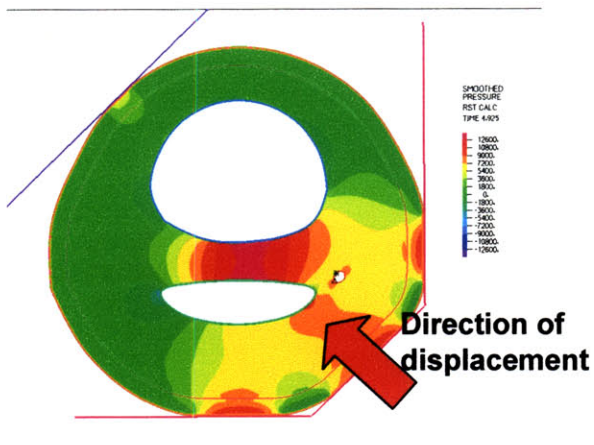 SMOOTHED
PRESSURE
RST CALC
TIME 4.925
12600.
10800.
9000.
7200.
5400.
3600.
1800.
0.
-1800.
-3600.
-5400.
-7200.
-9000.
-10800.
-12600.
Direction of
displacement